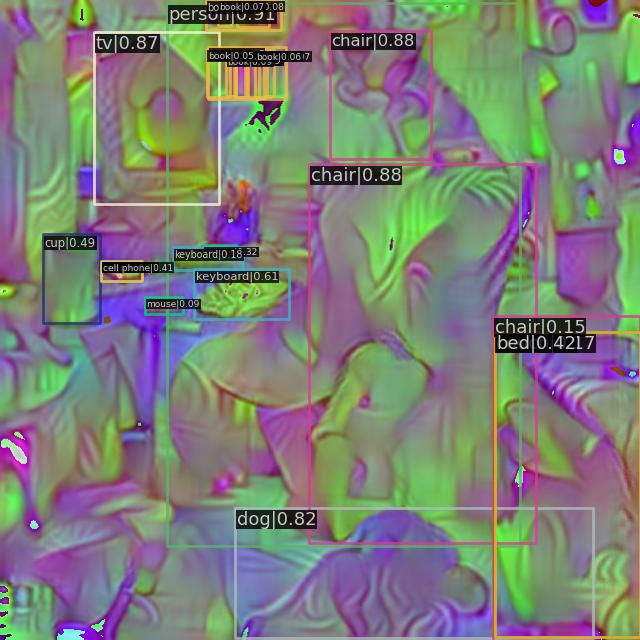 book|0.07
person|0.91
tv|0.87
chair|0.88
book|0.05
chair|0.88
cup|0.49
keyboard|0.18
cell phone|0.41
keyboard|0.61
mouse|0.09
chair|0.15
bed|0.42
dog|0.82